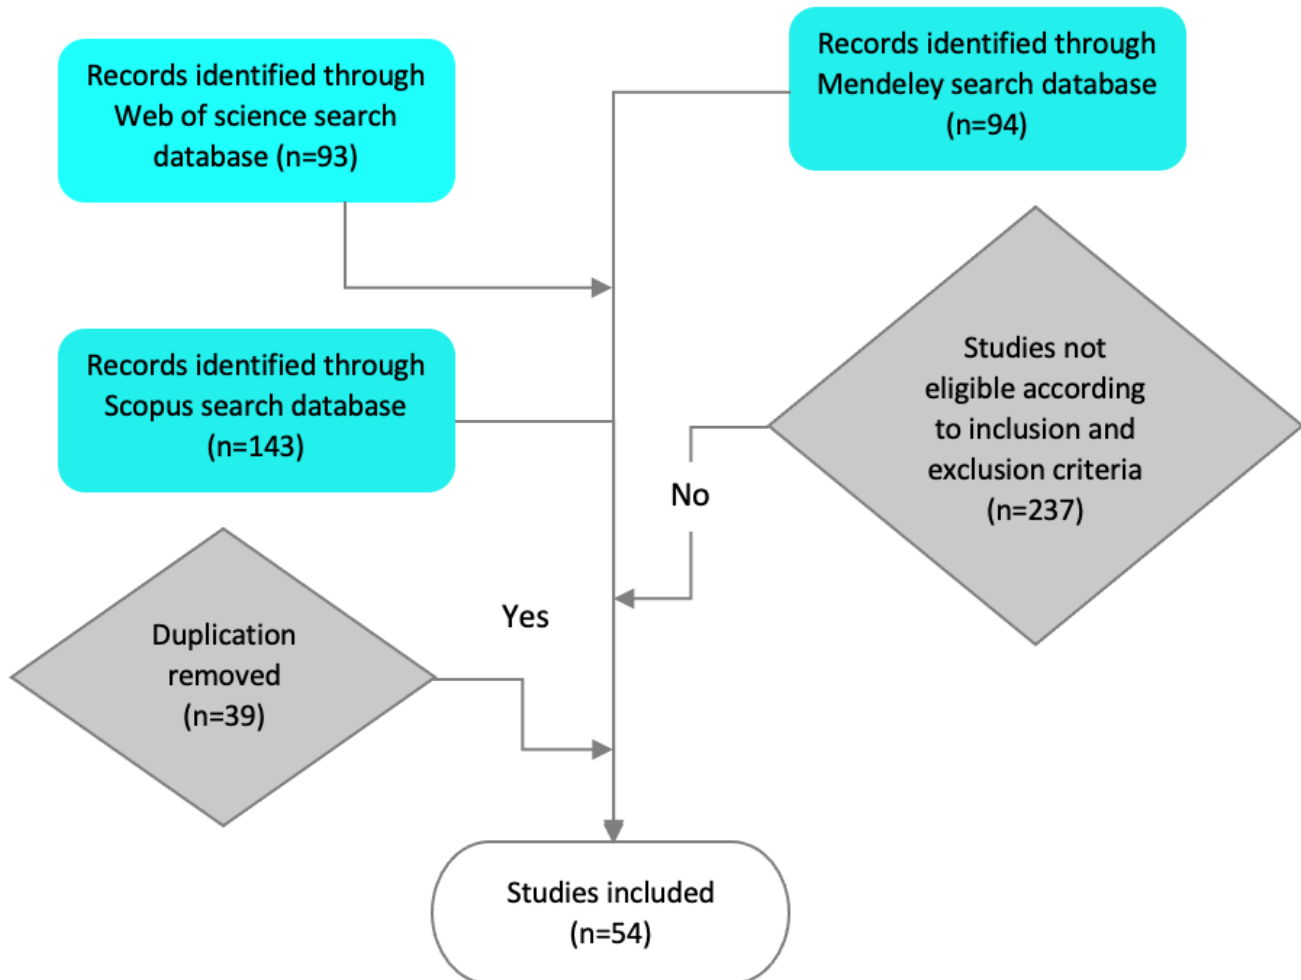 Records identified through
Web of science search
database (n=93)
Records identified through
Mendeley search database
(n=94)
Records identified through
Scopus search database
(n=143)
Studies not
eligible according
to inclusion and
exclusion criteria
(n=237)
No
Yes
Duplication
removed
(n=39)
Studies included
(n=54)